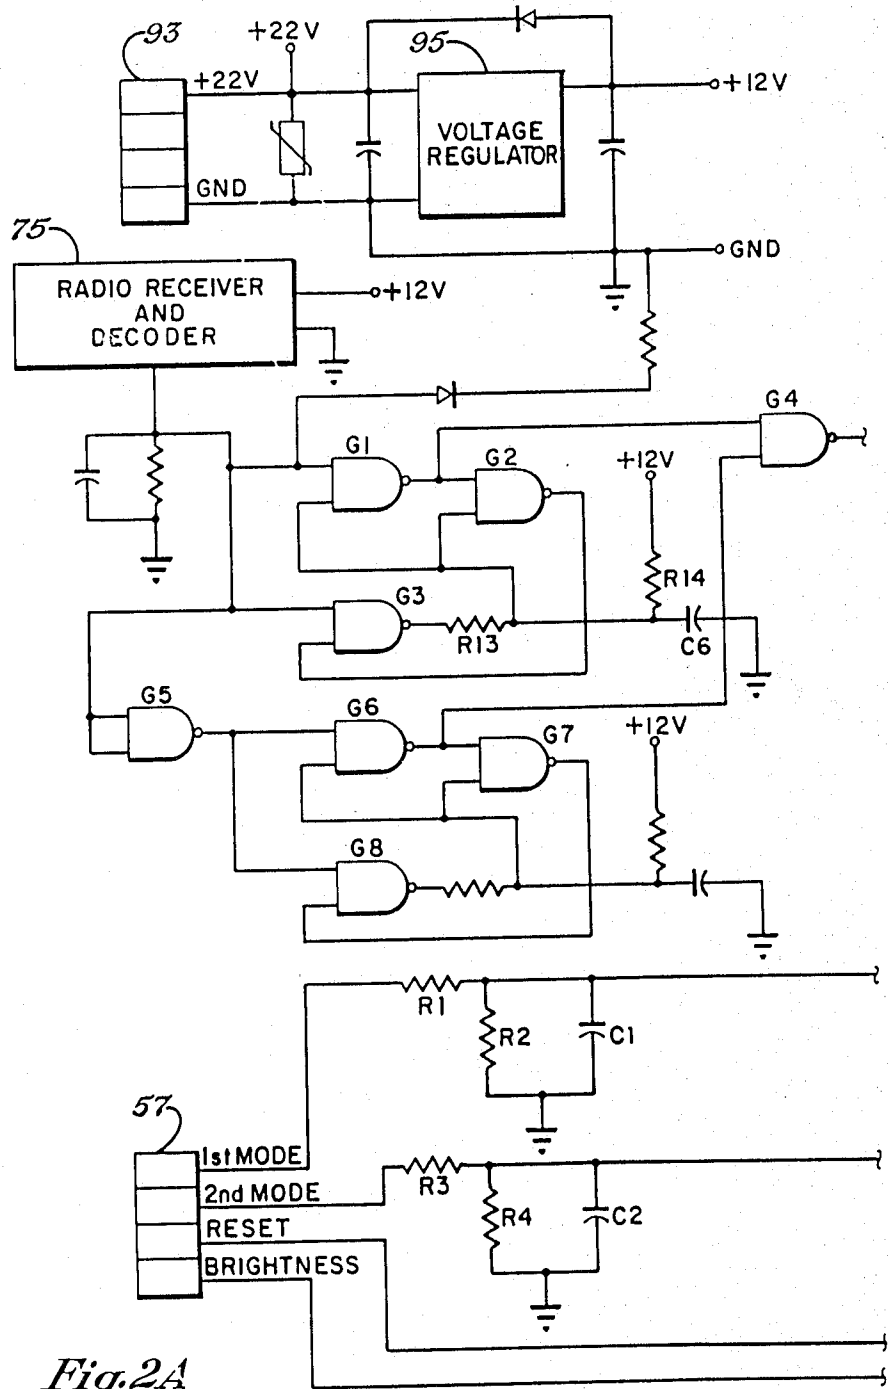 93
+22V
95
+22V
+12V
VOLTAGE
REGULATOR
GND
75
GND
RADIO RECEIVER
AND
DECODER
+12V
G4
G1
G2
+12V
R14
G3
R13
C6
G5
G6
G7
+12V
G8
R1
R2
C1
57
1st MODE
R3
2nd MODE
R4
C2
RESET
BRIGHTNESS
Fig. 2A